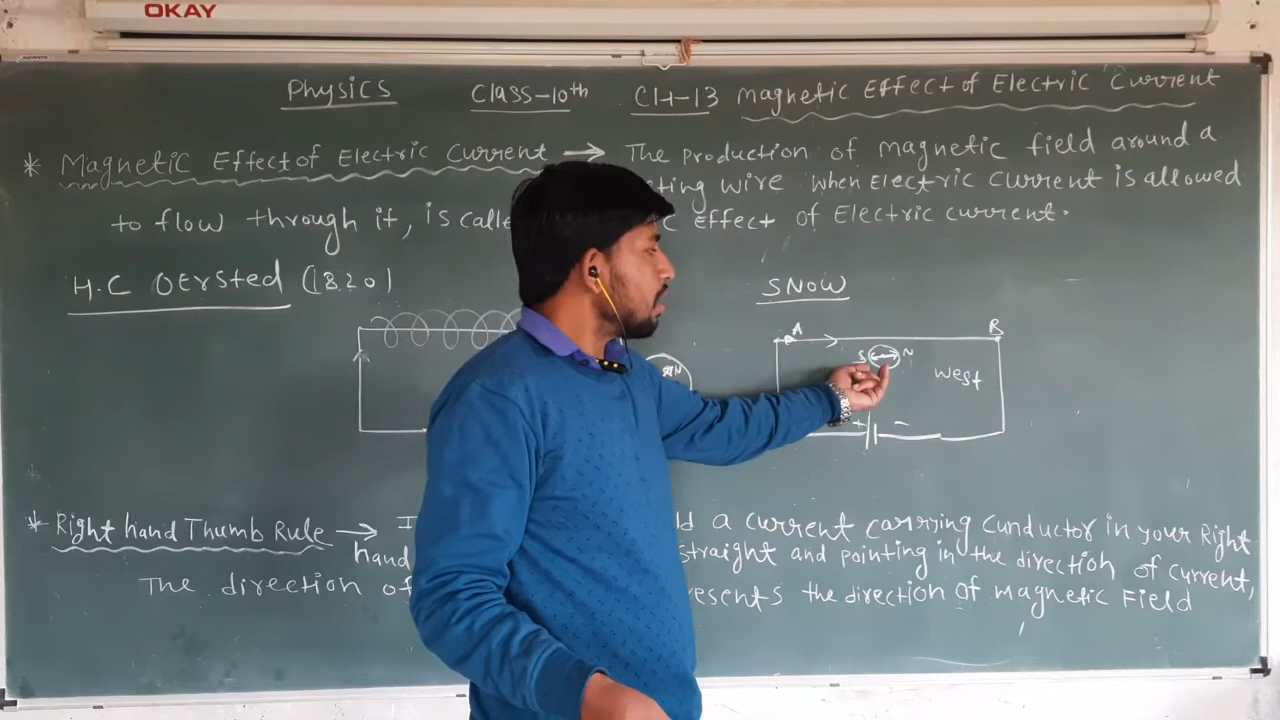 OKAY
Physics Class-10th CH-13 Magnetic Effect of Electric Current
* Magnetic Effect of Electric Current → The production of magnetic field around a
ting wire when Electric current is allowed
to flow through it, is calle c effect of Electric current.
H.C Oersted (1820)
SNOW
A R
S N
N
west
+ -
* Right hand Thumb Rule → I ld a current carrying cunductor in your Right
hand straight and pointing in the direction of current,
The direction of resents the direction of magnetic Field